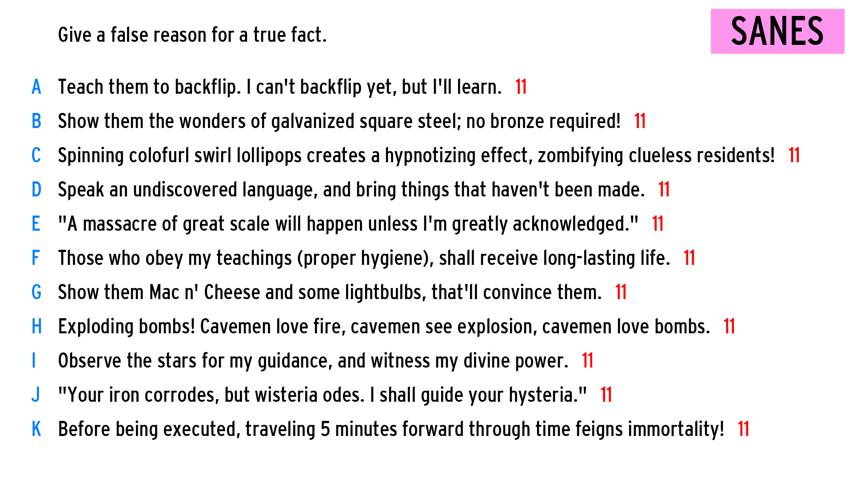 Give a false reason for a true fact.
SANES
A Teach them to backflip. I can't backflip yet, but I'll learn. 11
B Show them the wonders of galvanized square steel; no bronze required! 11
C Spinning colofurl swirl lollipops creates a hypnotizing effect, zombifying clueless residents! 11
D Speak an undiscovered language, and bring things that haven't been made. 11
E "A massacre of great scale will happen unless I'm greatly acknowledged." 11
F Those who obey my teachings (proper hygiene), shall receive long-lasting life. 11
G Show them Mac n' Cheese and some lightbulbs, that'll convince them. 11
H Exploding bombs! Cavemen love fire, cavemen see explosion, cavemen love bombs. 11
I Observe the stars for my guidance, and witness my divine power. 11
J "Your iron corrodes, but wisteria odes. I shall guide your hysteria." 11
K Before being executed, traveling 5 minutes forward through time feigns immortality! 11